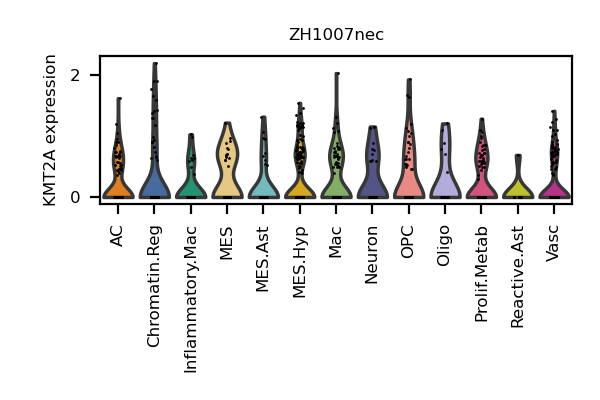 ZH1007nec
KMT2A expression
2
0
AC
Chromatin.Reg
Inflammatory.Mac
MES
MES.Ast
MES.Hyp
Mac
Neuron
OPC
Oligo
Prolif.Metab
Reactive.Ast
Vasc